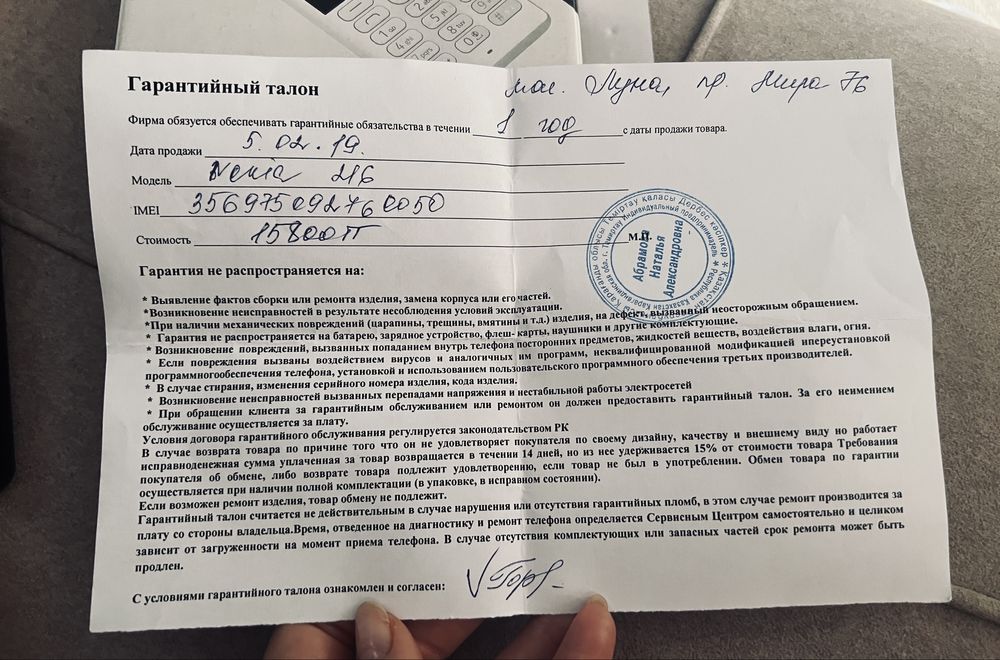 Гарантийный талон
маг. Луна, пр. Мира 76
Фирма обязуется обеспечивать гарантийные обязательства в течении 1 год с даты продажи товара.
Дата продажи 5.02.19.
Модель Nokia 216
IMEI 356975092760050
Стоимость 15800тг
М.П.
Абрамова
Наталья
Александровна
Гарантия не распространяется на:
* Выявление фактов сборки или ремонта изделия, замена корпуса или его частей.
*Возникновение неисправностей в результате несоблюдения условий эксплуатации.
*При наличии механических повреждений (царапины, трещины, вмятины и т.д.) изделия, на дефект, вызванный неосторожным обращением.
* Гарантия не распространяется на батарею, зарядное устройство, флеш- карты, наушники и другие комплектующие.
* Возникновение повреждений, вызванных попаданием внутрь телефона посторонних предметов, жидкостей веществ, воздействия влаги, огня.
* Если повреждения вызваны воздействием вирусов и аналогичных им программ, неквалифицированной модификацией ипереустановкой
программногообеспечения телефона, установкой и использованием пользовательского программного обеспечения третьих производителей.
* В случае стирания, изменения серийного номера изделия, кода изделия.
* Возникновение неисправностей вызванных перепадами напряжения и нестабильной работы электросетей
* При обращении клиента за гарантийным обслуживанием или ремонтом он должен предоставить гарантийный талон. За его неимением
обслуживание осуществляется за плату.
Условия договора гарантийного обслуживания регулируется законодательством РК
В случае возврата товара по причине того что он не удовлетворяет покупателя по своему дизайну, качеству и внешнему виду но работает
исправноденежная сумма уплаченная за товар возвращается в течении 14 дней, но из нее удерживается 15% от стоимости товара Требования
покупателя об обмене, либо возврате товара подлежит удовлетворению, если товар не был в употреблении. Обмен товара по гарантии
осуществляется при наличии полной комплектации (в упаковке, в исправном состоянии).
Если возможен ремонт изделия, товар обмену не подлежит.
Гарантийный талон считается не действительным в случае нарушения или отсутствия гарантийных пломб, в этом случае ремонт производится за
плату со стороны владельца.Время, отведенное на диагностику и ремонт телефона определяется Сервисным Центром самостоятельно и целиком
зависит от загруженности на момент приема телефона. В случае отсутствия комплектующих или запасных частей срок ремонта может быть
продлен.
С условиями гарантийного талона ознакомлен и согласен: